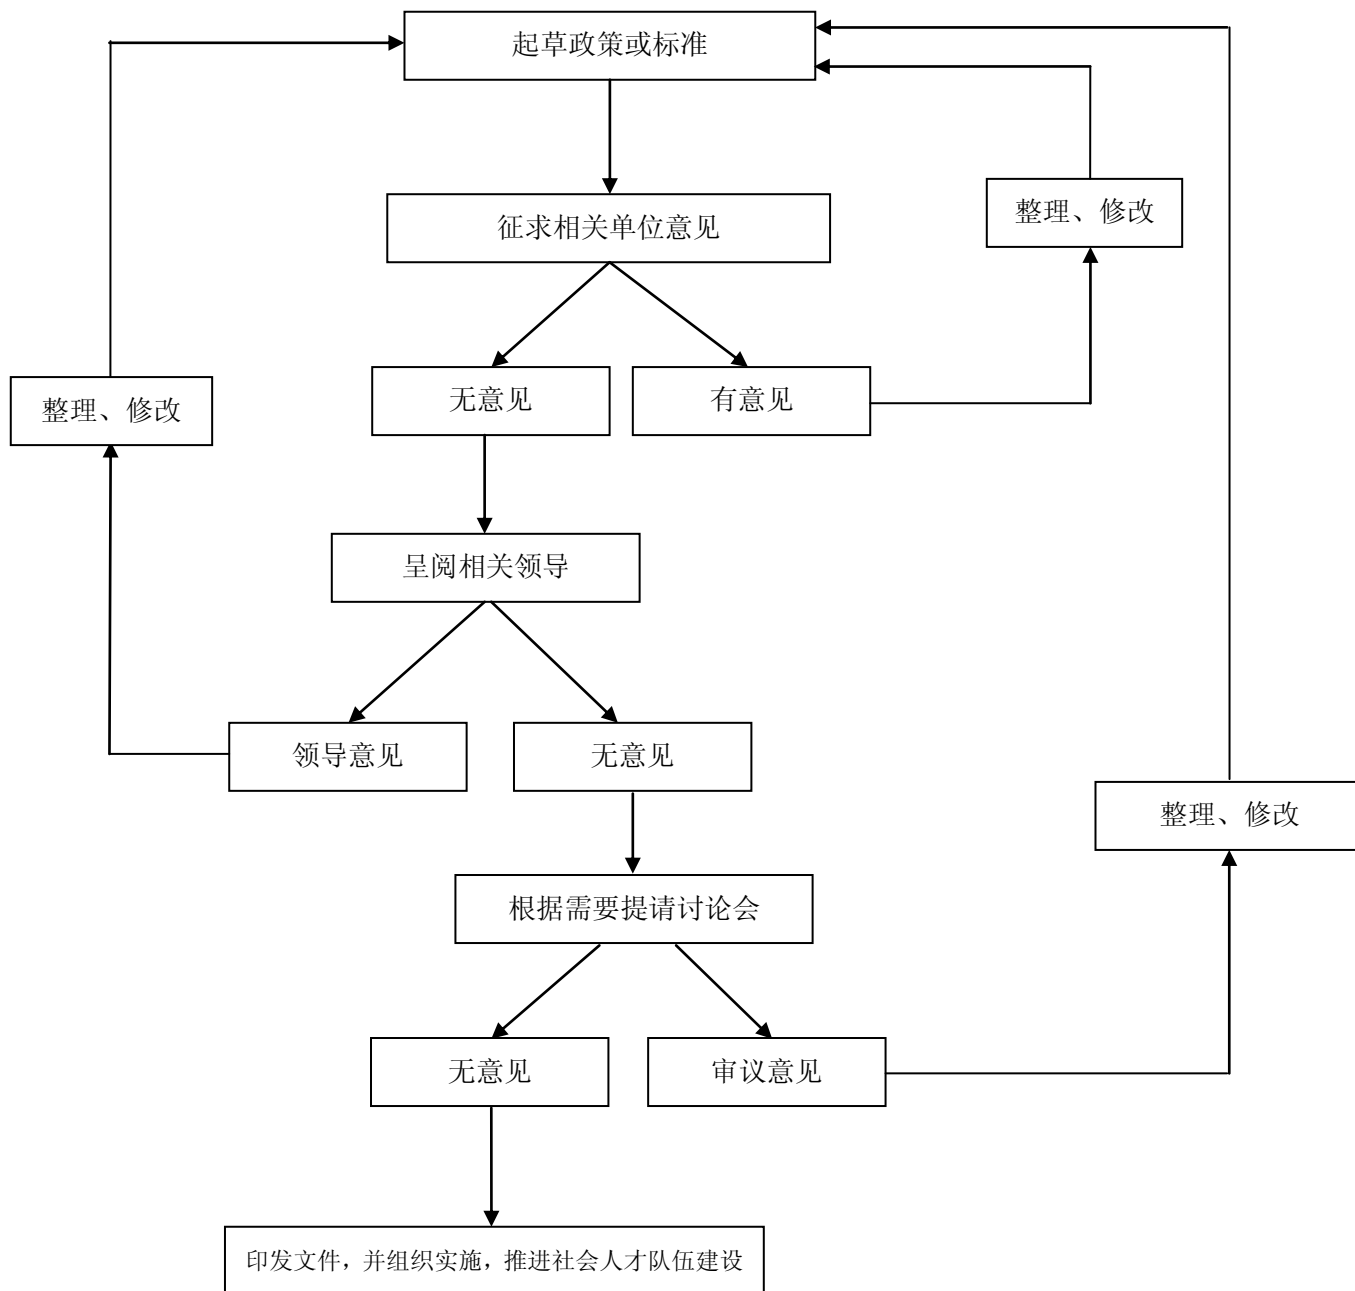 起草政策或标准
征求相关单位意见
整理、修改
无意见
有意见
整理、修改
呈阅相关领导
领导意见
无意见
整理、修改
根据需要提请讨论会
无意见
审议意见
印发文件，并组织实施，推进社会人才队伍建设